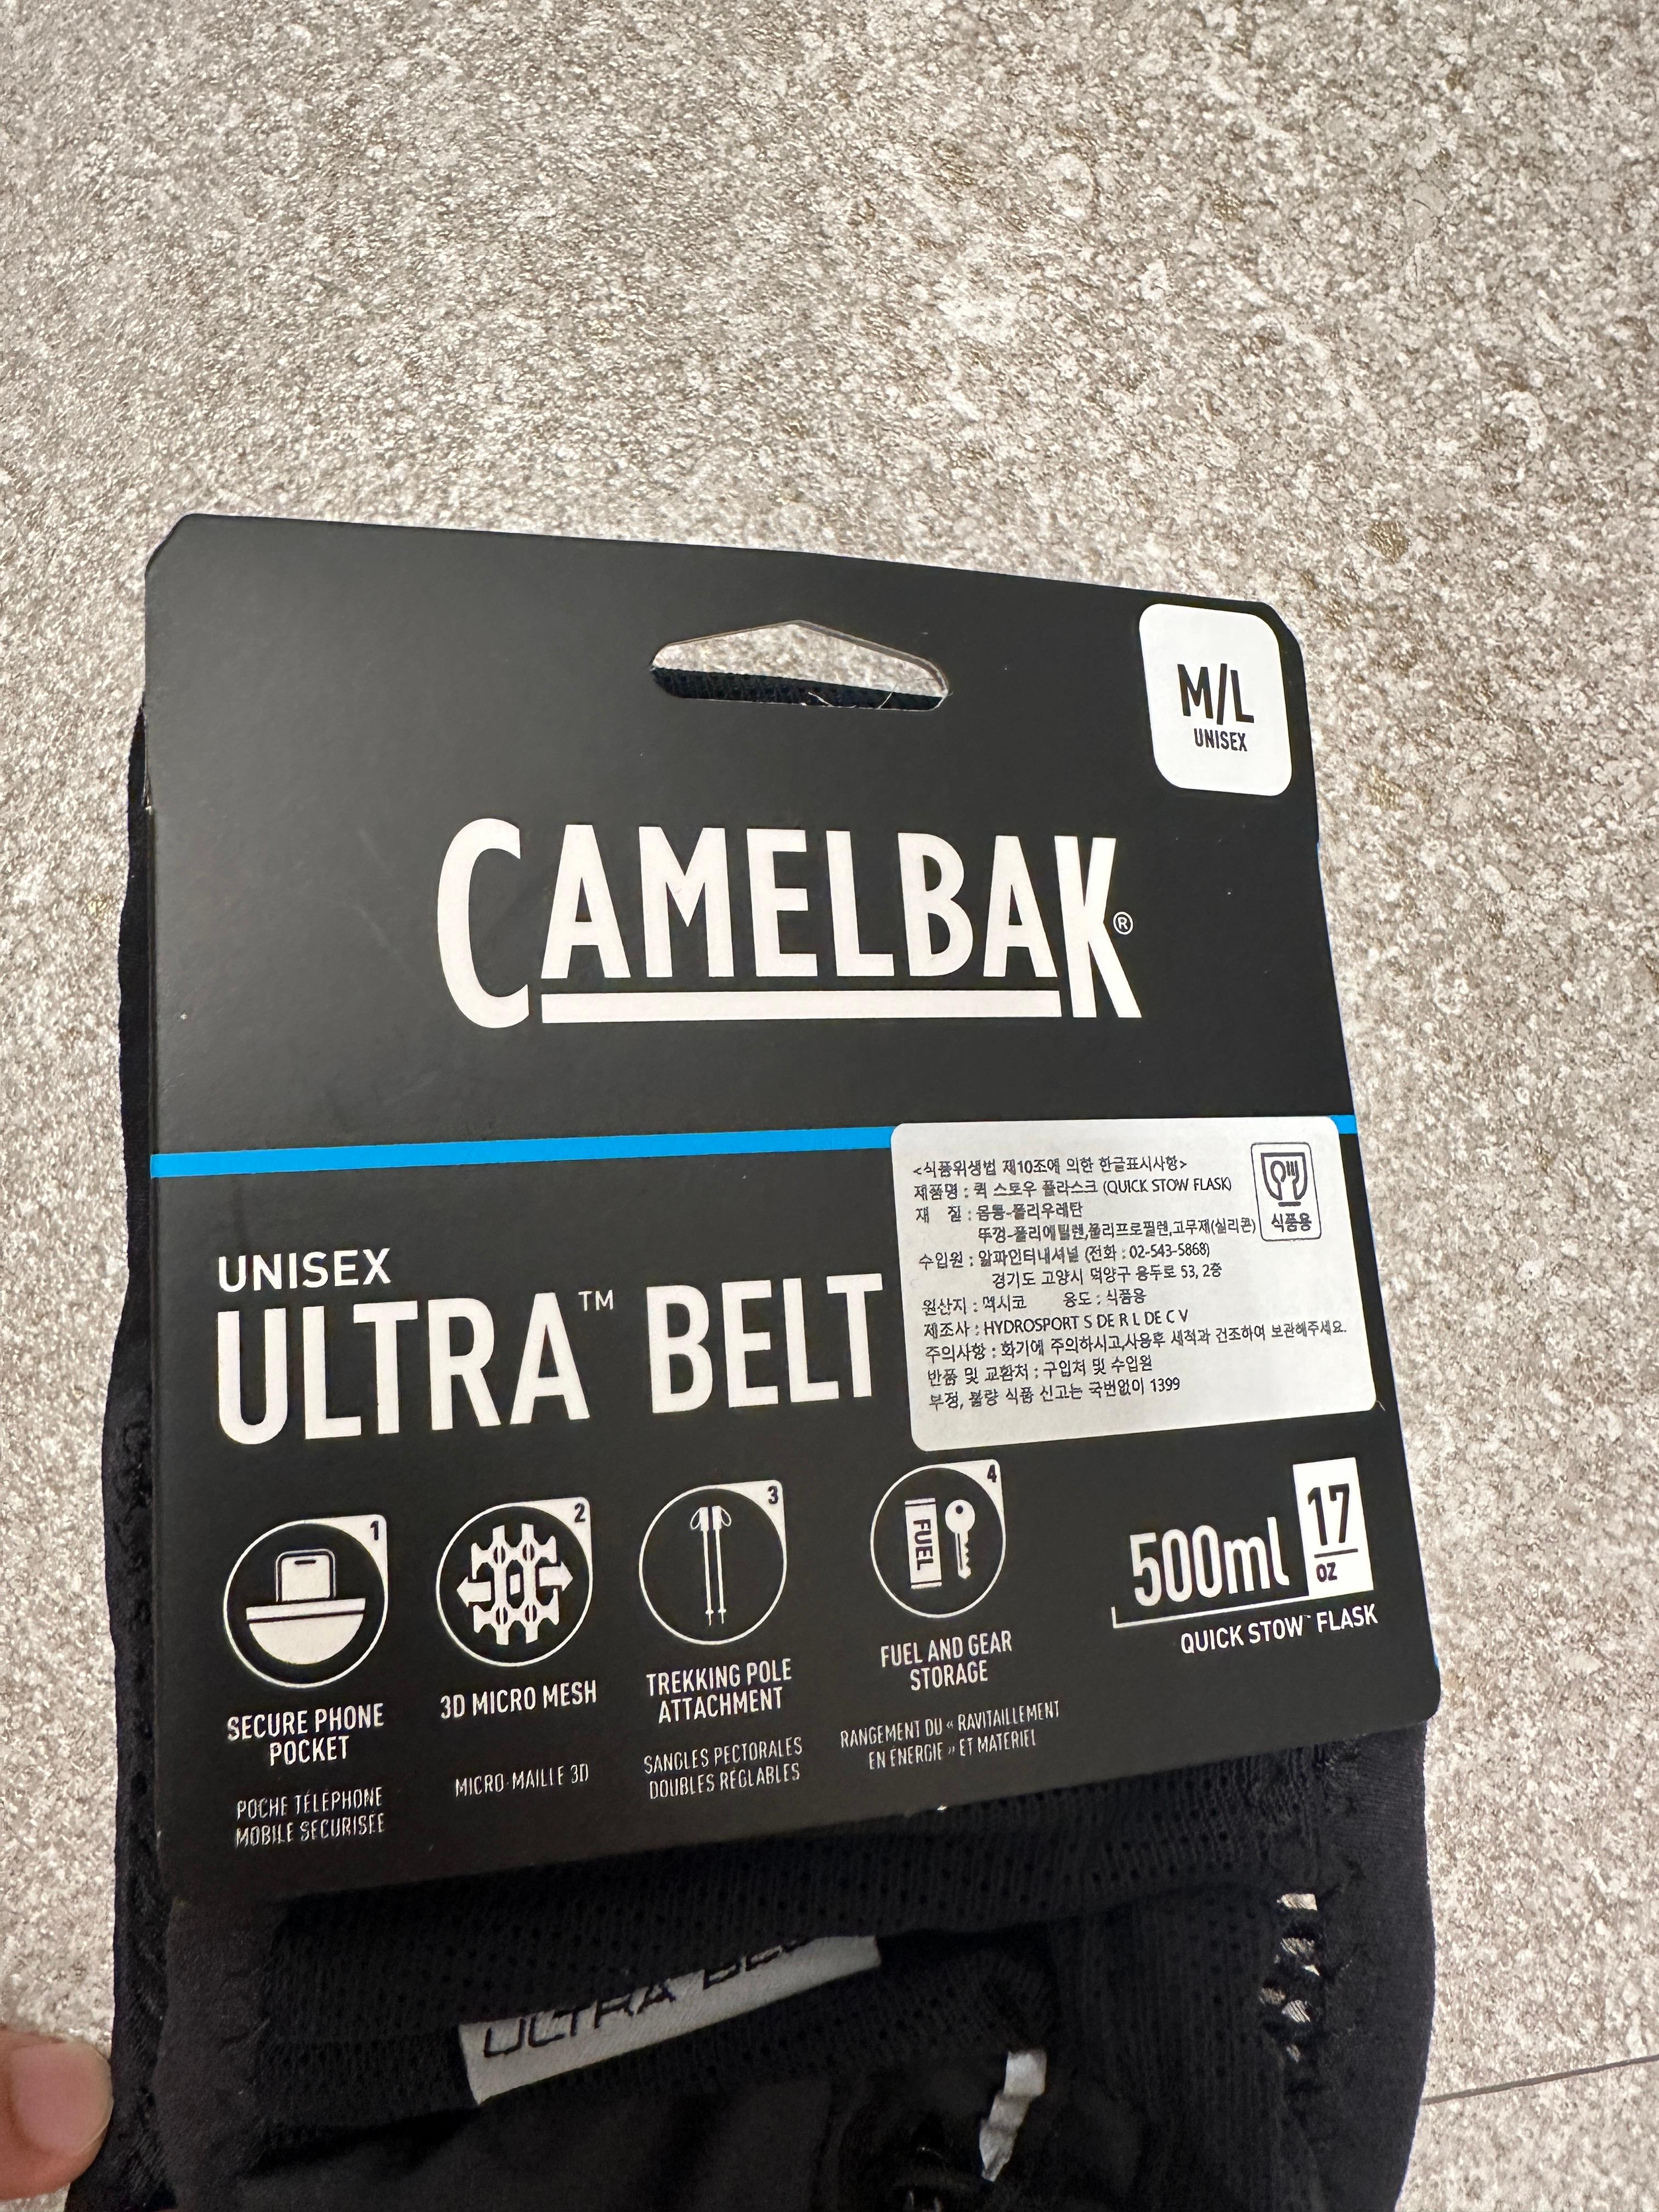 M/L
UNISEX
CAMELBAK®
<식품위생법 제10조에 의한 한글표시사항>
제품명 : 퀵 스토우 플라스크 (QUICK STOW FLASK)
재 질 : 몸통-폴리우레탄
뚜껑-폴리에틸렌,폴리프로필렌,고무제(실리콘)
수입원 : 알파인터내셔널 (전화 : 02-543-5868)
경기도 고양시 덕양구 용두로 53, 2층
원산지 : 멕시코 용도 : 식품용
제조사 : HYDROSPORT S DE R L DE C V
주의사항 : 화기에 주의하시고,사용후 세척과 건조하여 보관해주세요.
반품 및 교환처 : 구입처 및 수입원
부정, 불량 식품 신고는 국번없이 1399
식품용
UNISEX
ULTRA™ BELT
1
SECURE PHONE
POCKET
POCHE TÉLÉPHONE
MOBILE SÉCURISÉE
2
3D MICRO MESH
MICRO-MAILLE 3D
3
TREKKING POLE
ATTACHMENT
SANGLES PECTORALES
DOUBLES RÉGLABLES
4
FUEL
FUEL AND GEAR
STORAGE
RANGEMENT DU « RAVITAILLEMENT
EN ÉNERGIE » ET MATÉRIEL
500ml
17
OZ
QUICK STOW™ FLASK
ULTRA